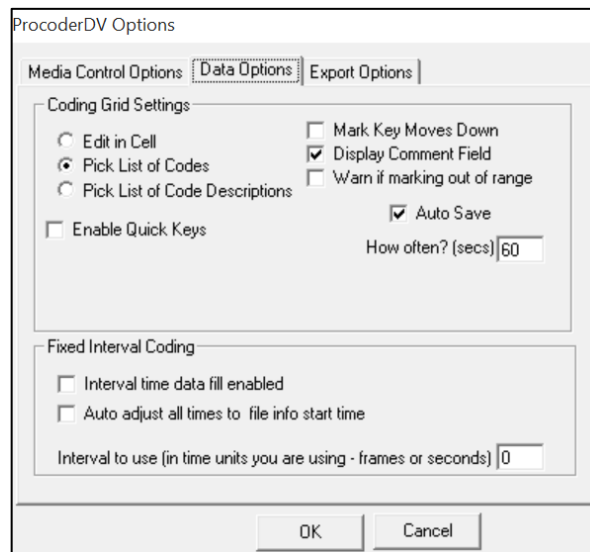 ProcoderDV Options
Media Control Options Data Options Export Options
Coding Grid Settings
Edit in Cell
Pick List of Codes
Pick List of Code Descriptions
Enable Quick Keys
Mark Key Moves Down
Display Comment Field
Warn if marking out of range
Auto Save
How often? (secs) 60
Fixed Interval Coding
Interval time data fill enabled
Auto adjust all times to file info start time
Interval to use (in time units you are using - frames or seconds) 0
OK Cancel